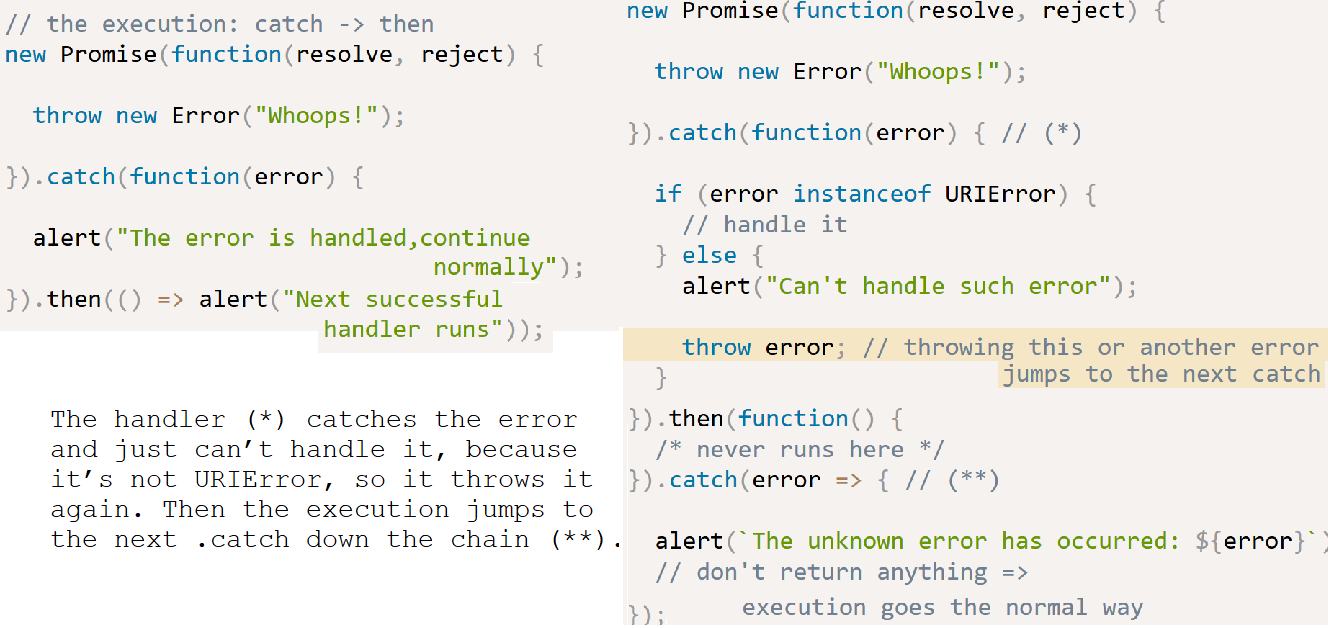 // the execution: catch -> then
new Promise(function(resolve, reject) {
throw new Error("Whoops!");
}).catch(function(error) {
alert("The error is handled,continue
normally");
}).then(() => alert("Next successful
handler runs"));
The handler (*) catches the error
and just can’t handle it, because
it’s not URIError, so it throws it
again. Then the execution jumps to
the next .catch down the chain (**).
new Promise(function(resolve, reject) {
throw new Error("Whoops!");
}).catch(function(error) { // (*)
if (error instanceof URIError) {
// handle it
} else {
alert("Can't handle such error");
throw error; // throwing this or another error
jumps to the next catch
}
}).then(function() {
/* never runs here */
}).catch(error => { // (**)
alert(`The unknown error has occurred: ${error}`)
// don't return anything =>
execution goes the normal way
});